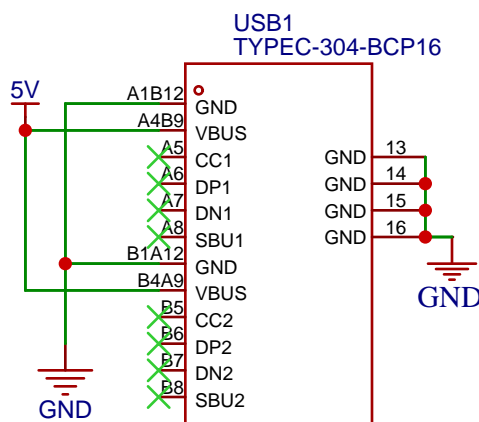 USB1
TYPEC-304-BCP16
5V
A1B12 GND
A4B9 VBUS
A5 CC1
A6 DP1
A7 DN1
A8 SBU1
B1A12 GND
B4A9 VBUS
B5 CC2
B6 DP2
B7 DN2
B8 SBU2
GND 13
GND 14
GND 15
GND 16
GND
GND